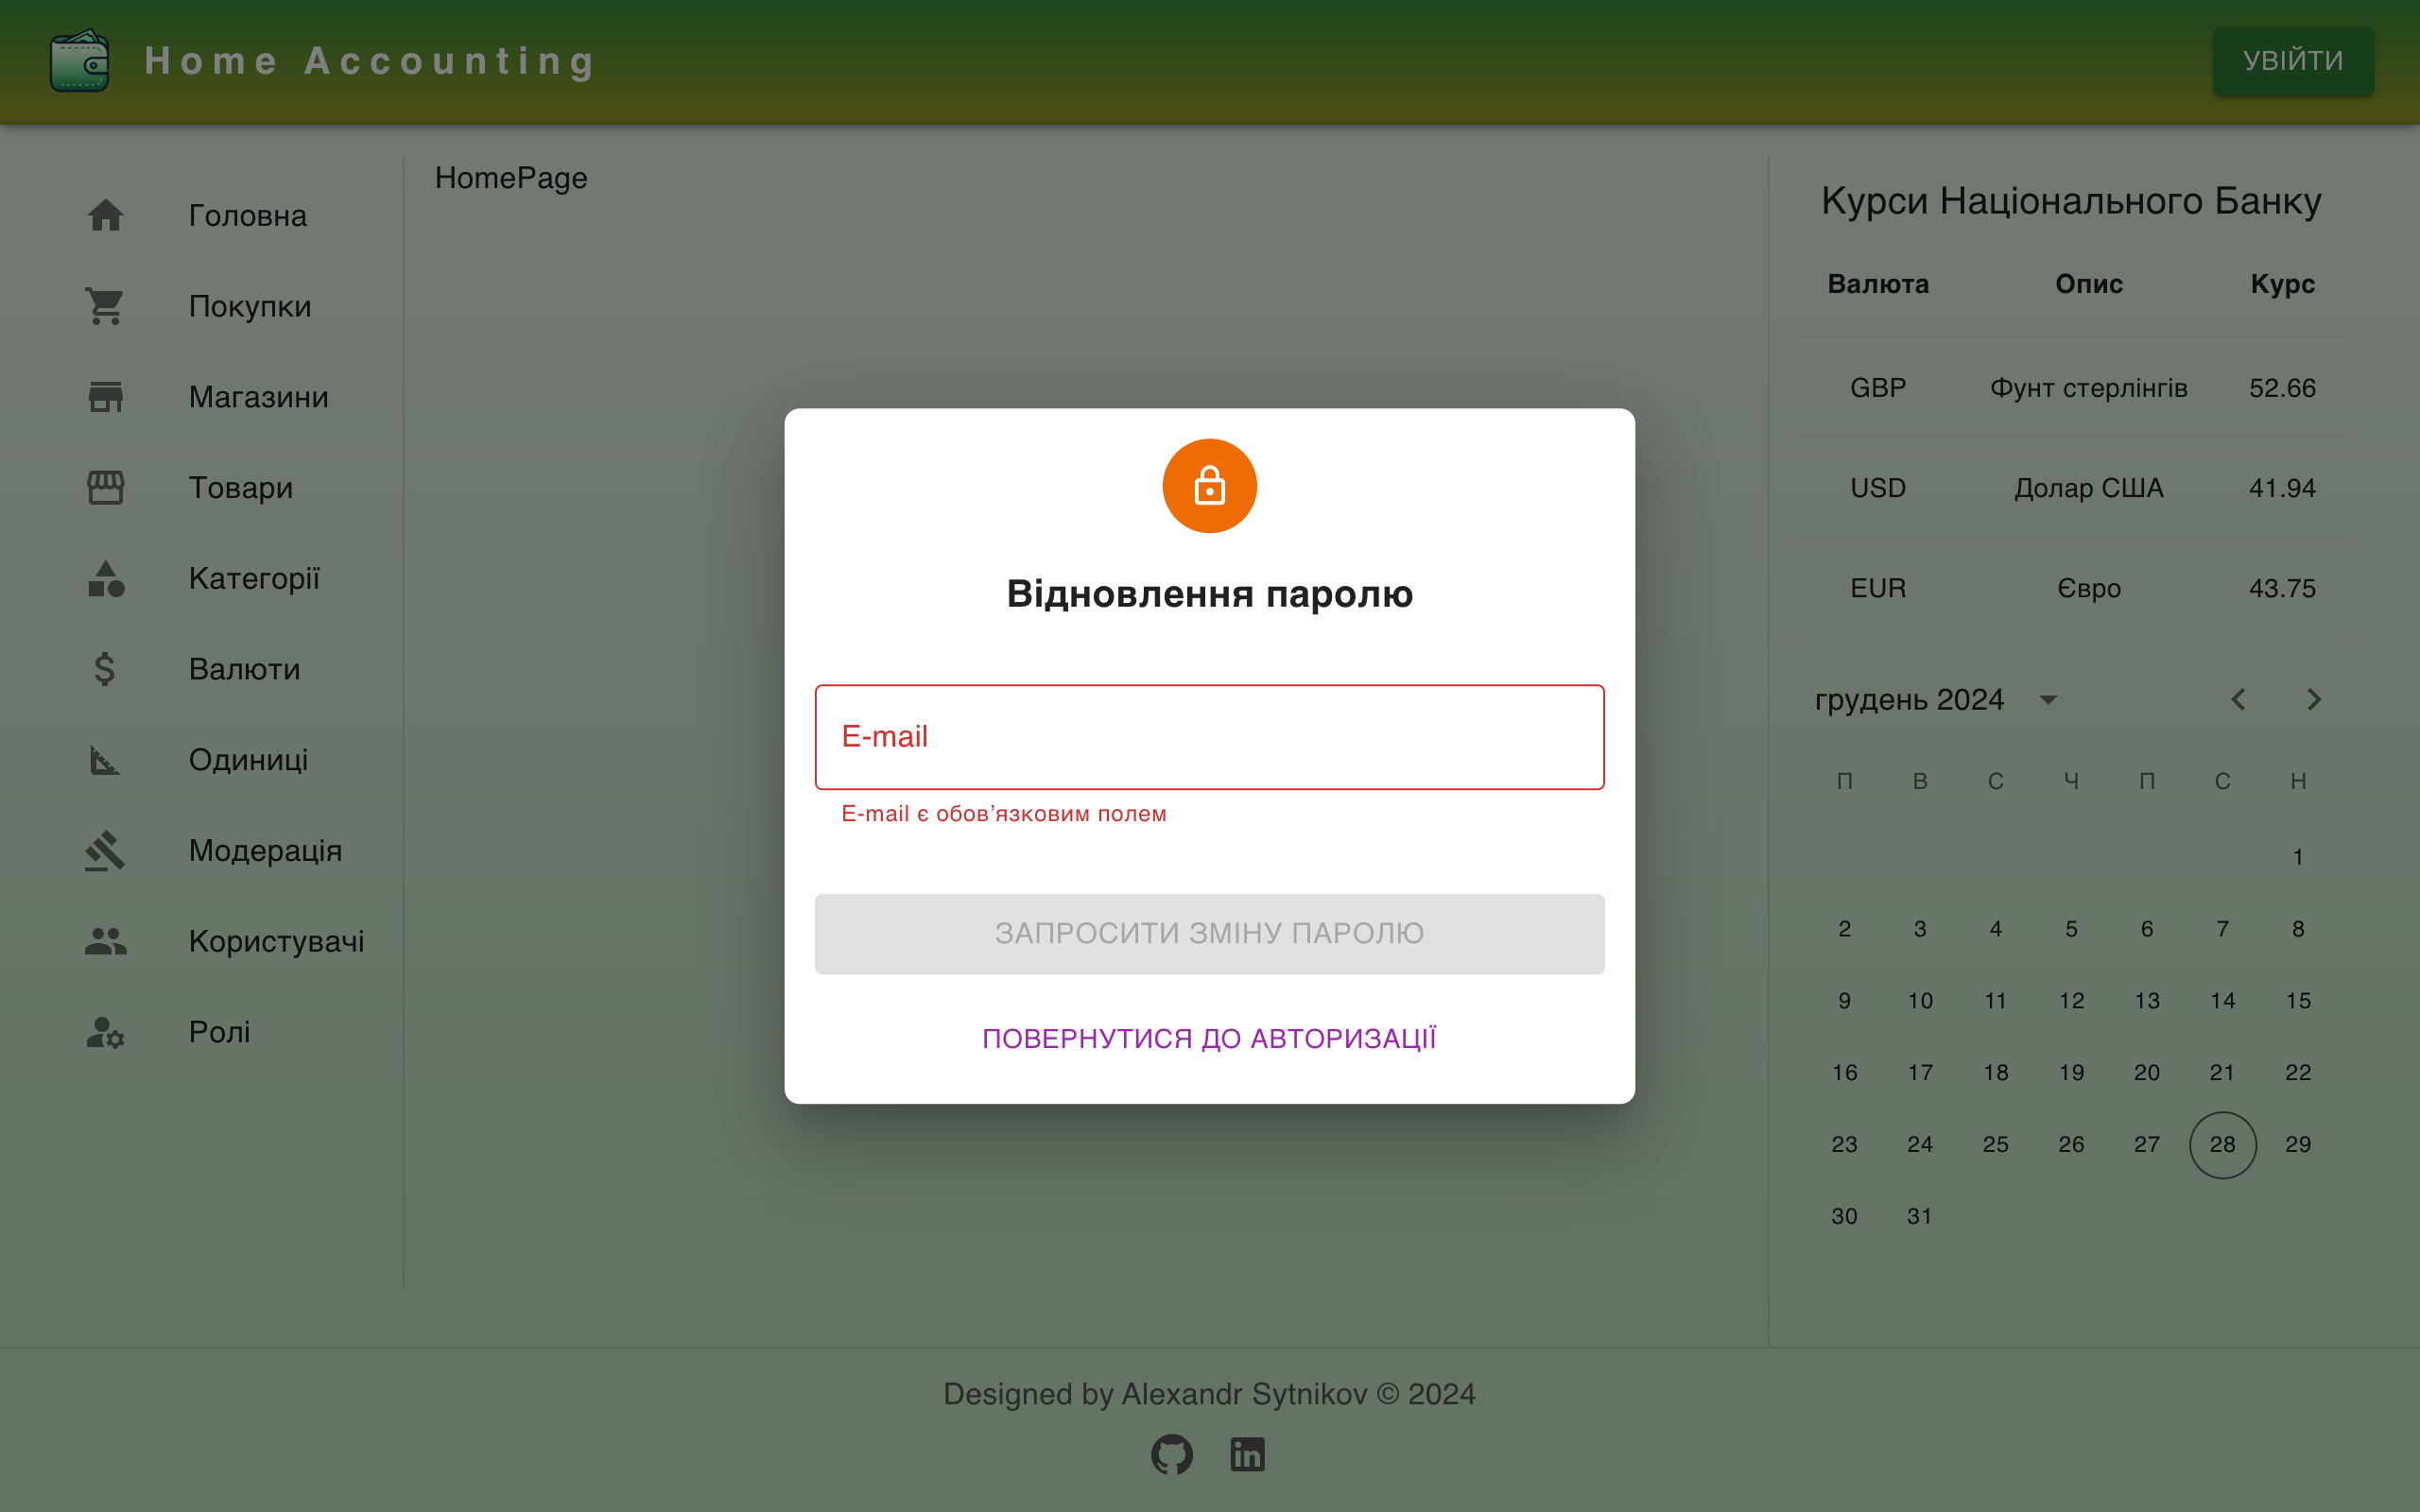 Home Accounting
УВІЙТИ
Головна
Покупки
Магазини
Товари
Категорії
Валюти
Одиниці
Модерація
Користувачі
Ролі
HomePage
Відновлення паролю
E-mail
E-mail є обов’язковим полем
ЗАПРОСИТИ ЗМІНУ ПАРОЛЮ
ПОВЕРНУТИСЯ ДО АВТОРИЗАЦІЇ
Курси Національного Банку
Валюта Опис Курс
GBP Фунт стерлінгів 52.66
USD Долар США 41.94
EUR Євро 43.75
грудень 2024
П В С Ч П С Н
1
2 3 4 5 6 7 8
9 10 11 12 13 14 15
16 17 18 19 20 21 22
23 24 25 26 27 28 29
30 31
Designed by Alexandr Sytnikov © 2024